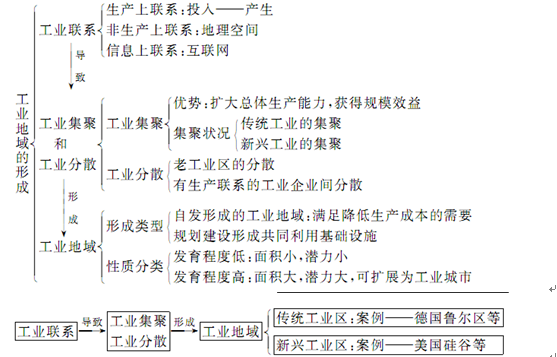 生产上联系:投入——产生
工业联系
非生产上联系:地理空间
信息上联系:互联网
导致
工业地域的形成
优势:扩大总体生产能力,获得规模效益
工业集聚
工业集聚
集聚状况
传统工业的集聚
新兴工业的集聚
和
工业分散
工业分散
老工业区的分散
有生产联系的工业企业间分散
形成
形成类型
自发形成的工业地域:满足降低生产成本的需要
规划建设形成共同利用基础设施
工业地域
性质分类
发育程度低:面积小,潜力小
发育程度高:面积大,潜力大,可扩展为工业城市
工业联系
导致
工业集聚
工业分散
形成
工业地域
传统工业区:案例——德国鲁尔区等
新兴工业区:案例——美国硅谷等